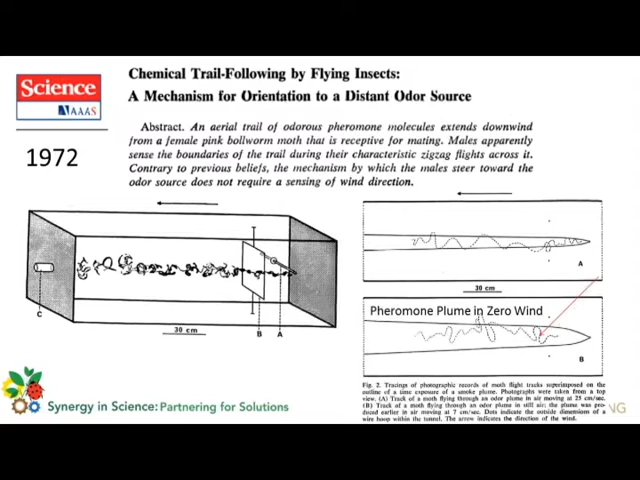 Chemical Trail-Following by Flying Insects:
A Mechanism for Orientation to a Distant Odor Source
Science
AAAS
1972
Abstract. An aerial trail of odorous pheromone molecules extends downwind
from a female pink bollworm moth that is receptive for mating. Males apparently
sense the boundaries of the trail during their characteristic zigzag flights across it.
Contrary to previous beliefs, the mechanism by which the males steer toward the
odor source does not require a sensing of wind direction.
C
30 cm
B
A
A
30 cm
Pheromone Plume in Zero Wind
B
Fig. 2. Tracings of photographic records of moth flight tracks superimposed on the
outline of a time exposure of a smoke plume. Photographs were taken from a top
view. (A) Track of a moth flying through an odor plume in air moving at 25 cm/sec.
(B) Track of a moth flying through an odor plume in still air; the plume was pro-
duced earlier in air moving at 7 cm/sec. Dots indicate the outside dimensions of a
wire hoop within the tunnel. The arrow indicates the direction of the wind.
Synergy in Science: Partnering for Solutions